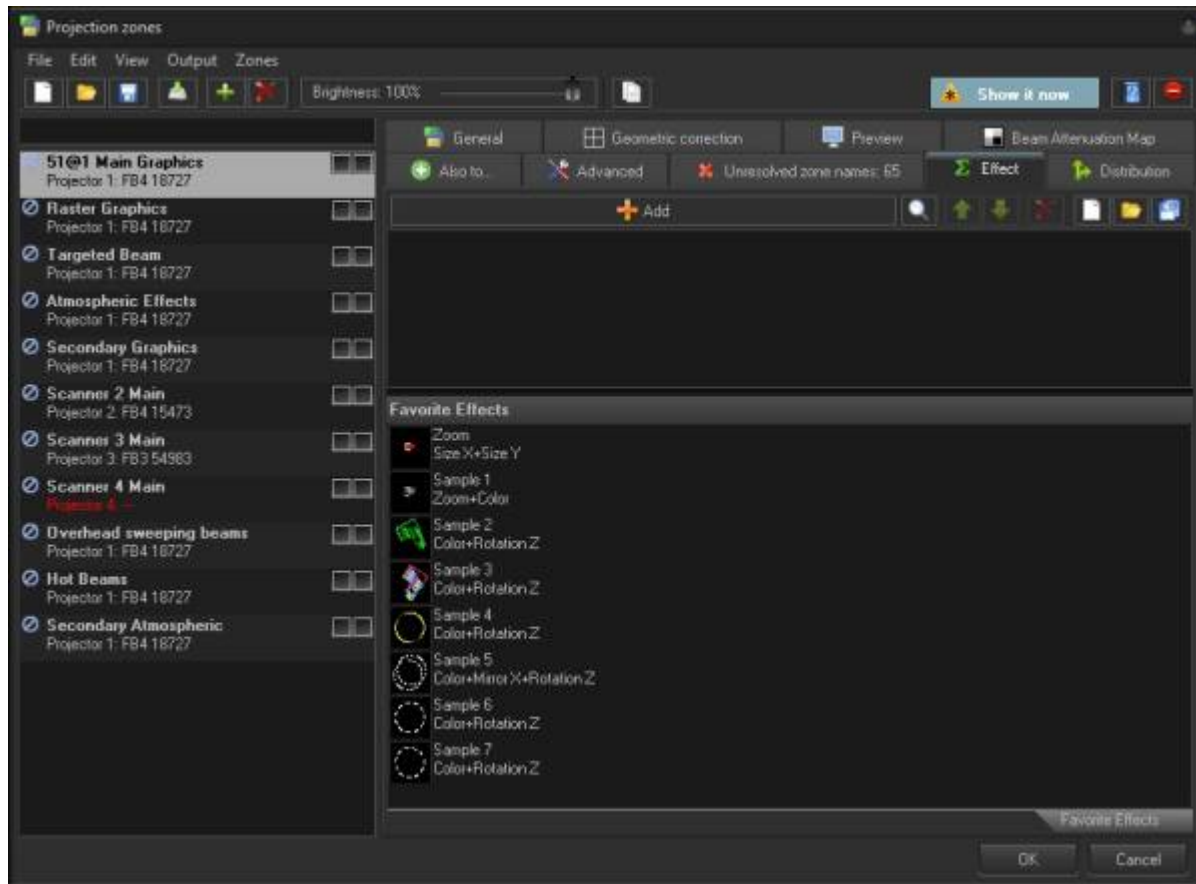 Projection zones
File Edit View Output Zones
Brightness: 100%
Show it now
General Geometric correction Preview Beam Attenuation Map
Also to... Advanced Unresolved zone names: 65 Effect Distribution
Add
51@1 Main Graphics
Projector 1: FB4 18727
Raster Graphics
Projector 1: FB4 18727
Targeted Beam
Projector 1: FB4 18727
Atmospheric Effects
Projector 1: FB4 18727
Secondary Graphics
Projector 1: FB4 18727
Scanner 2 Main
Projector 2: FB4 15473
Scanner 3 Main
Projector 3: FB3 54983
Scanner 4 Main
Projector 4: --
Overhead sweeping beams
Projector 1: FB4 18727
Hot Beams
Projector 1: FB4 18727
Secondary Atmospheric
Projector 1: FB4 18727
Favorite Effects
Zoom
Size X+Size Y
Sample 1
Zoom+Color
Sample 2
Color+Rotation Z
Sample 3
Color+Rotation Z
Sample 4
Color+Rotation Z
Sample 5
Color+Mirror X+Rotation Z
Sample 6
Color+Rotation Z
Sample 7
Color+Rotation Z
Favorite Effects
OK Cancel